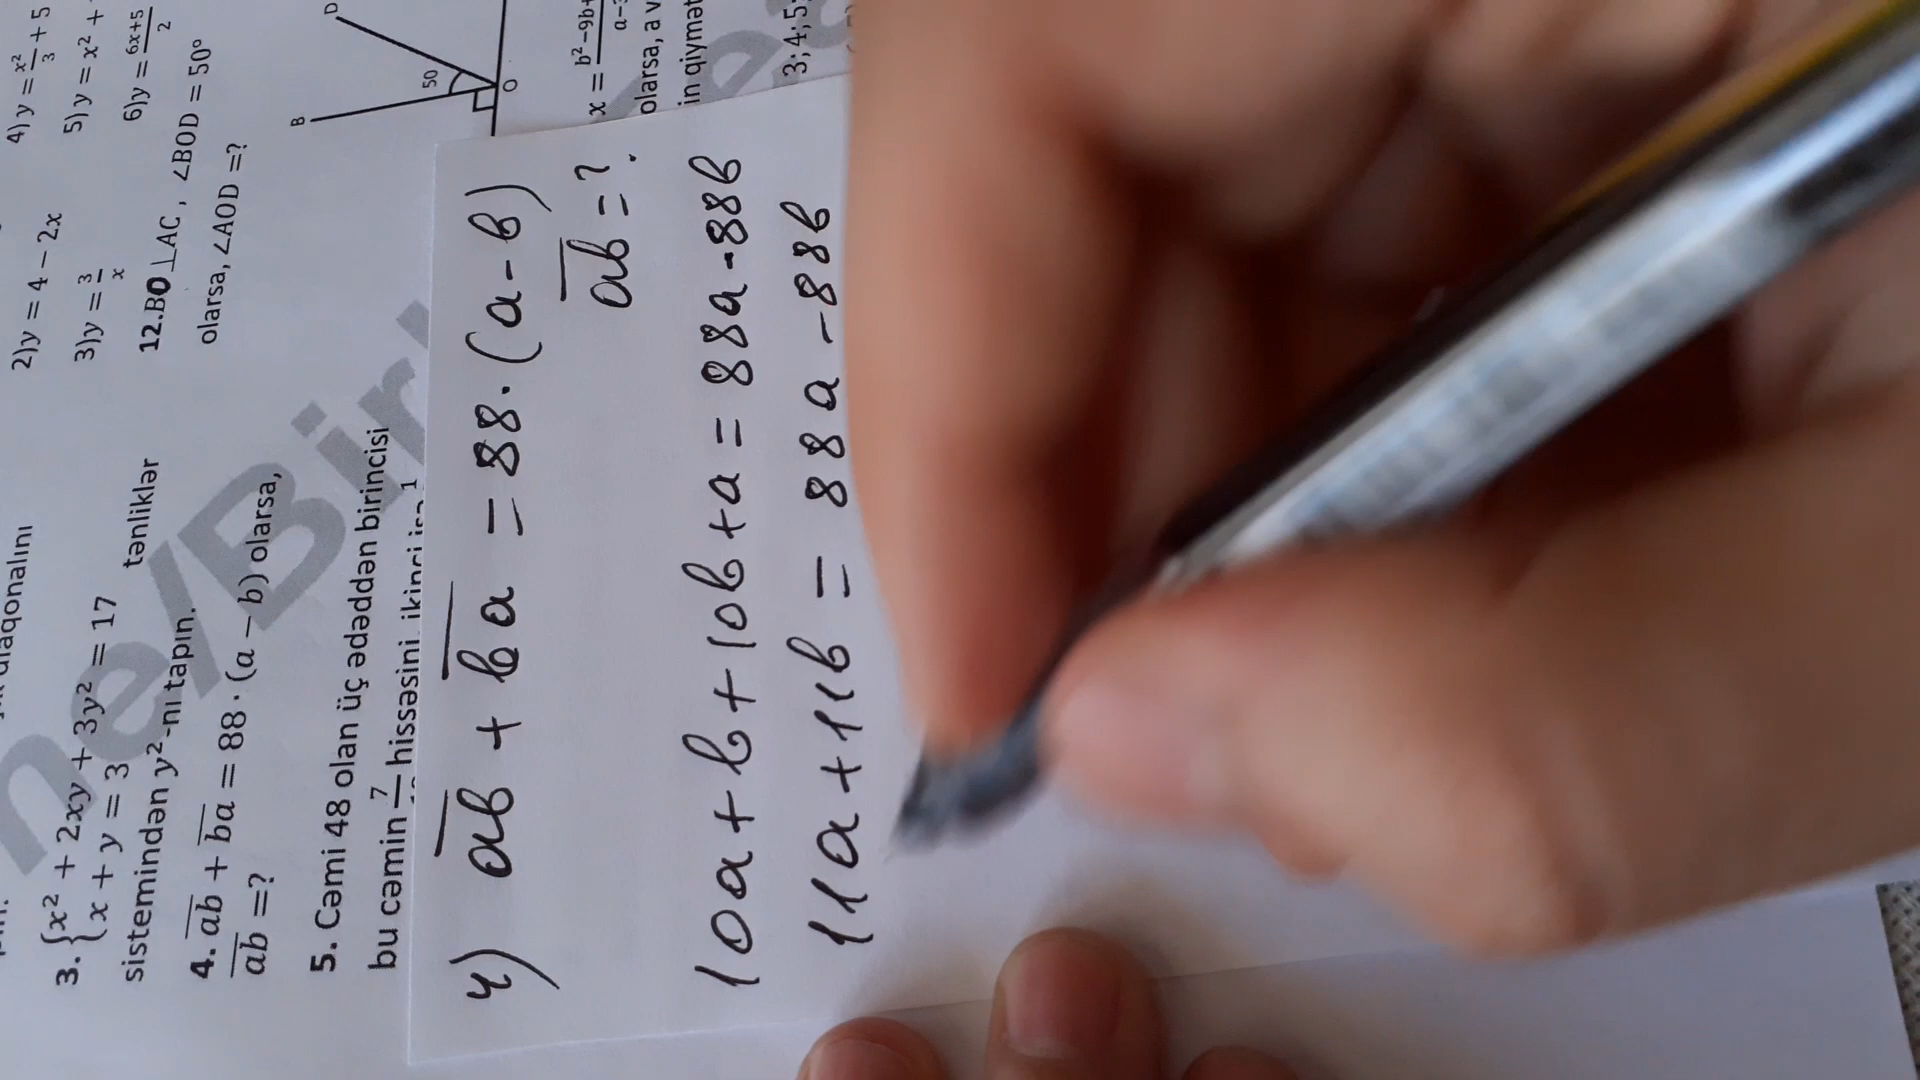 diaqonalını
3. {x² + 2xy + 3y² = 17
{x + y = 3 tənliklər
sistemindən y²-nı tapın.
4. ab + ba = 88 · (a − b) olarsa,
ab =?
5. Cəmi 48 olan üç ədəddən birincisi
bu cəmin 7 hissəsini, ikinci isə 1
2)y = 4 − 2x
3)y = 3/x
12.BO⊥AC , ∠BOD = 50°
olarsa, ∠AOD =?
4) y = x²/3 + 5
5) y = x² +
6)y = 6x+5/2
B
D
50
O
x = b²−9b+
a−
olarsa, a v
in qiymət
3; 4; 5;
4) ab + ba = 88 · (a - b)
ab = ?
10a + b + 10b + a = 88a - 88b
11a + 11b = 88a - 88b